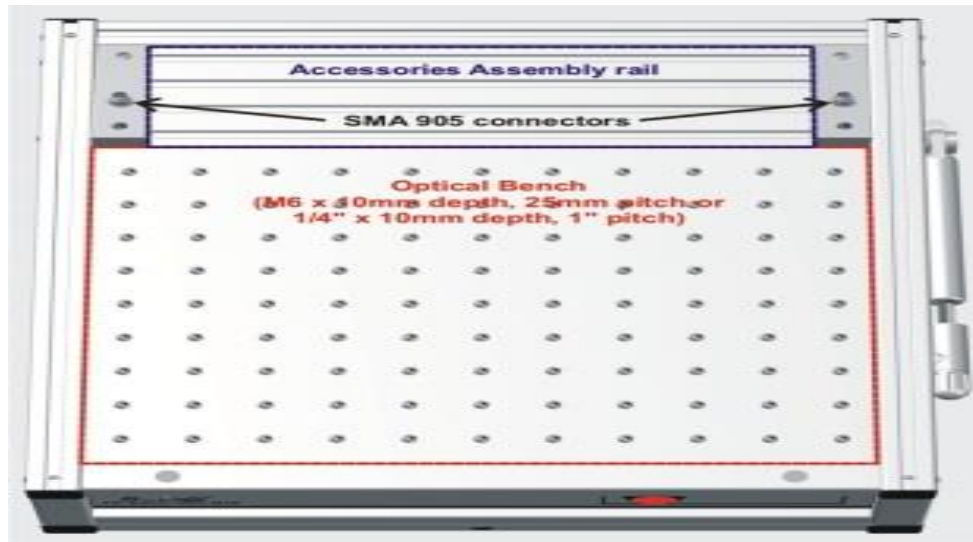 Accessories Assembly rail
SMA 905 connectors
Optical Bench
(M6 x 10mm depth, 25mm pitch or
1/4" x 10mm depth, 1" pitch)